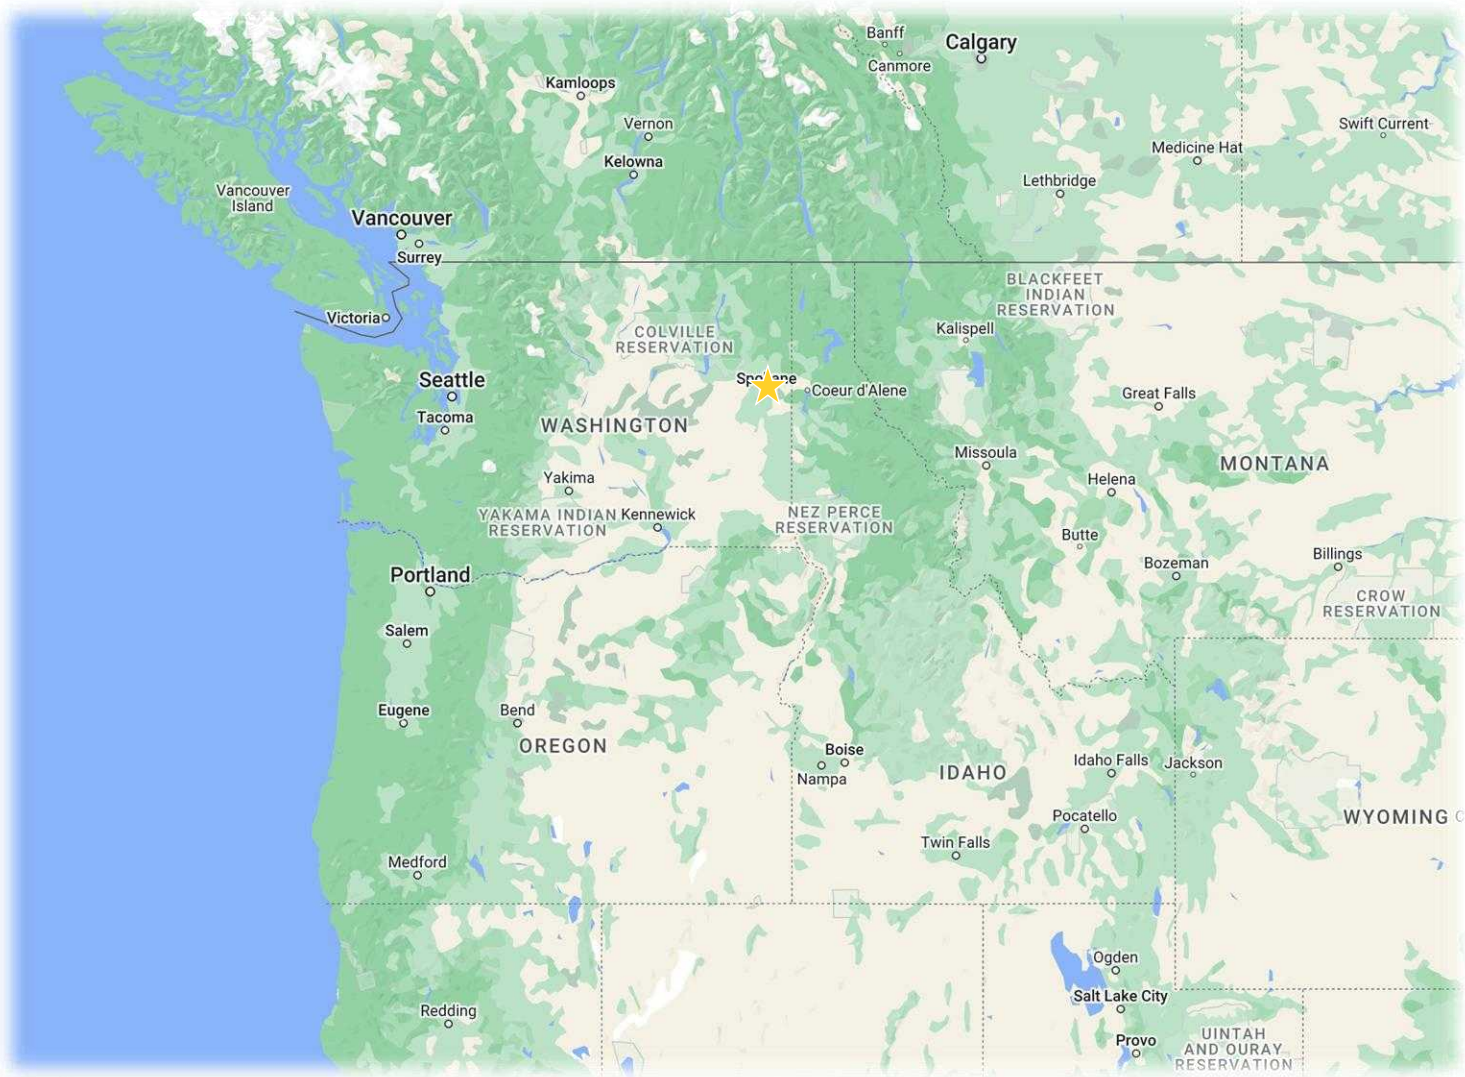 Banff
Calgary
Canmore
Kamloops
Vernon
Swift Current
Medicine Hat
Kelowna
Lethbridge
Vancouver
Island
Vancouver
Surrey
BLACKFEET
INDIAN
RESERVATION
Victoria
COLVILLE
RESERVATION
Kalispell
Seattle
Spokane
Coeur d'Alene
Great Falls
Tacoma
WASHINGTON
Missoula
MONTANA
Yakima
Helena
YAKAMA INDIAN
RESERVATION
Kennewick
NEZ PERCE
RESERVATION
Butte
Billings
Bozeman
Portland
CROW
RESERVATION
Salem
Eugene
Bend
OREGON
Boise
Nampa
IDAHO
Idaho Falls
Jackson
Pocatello
WYOMING
Twin Falls
Medford
Ogden
Salt Lake City
Redding
Provo
UINTAH
AND OURAY
RESERVATION